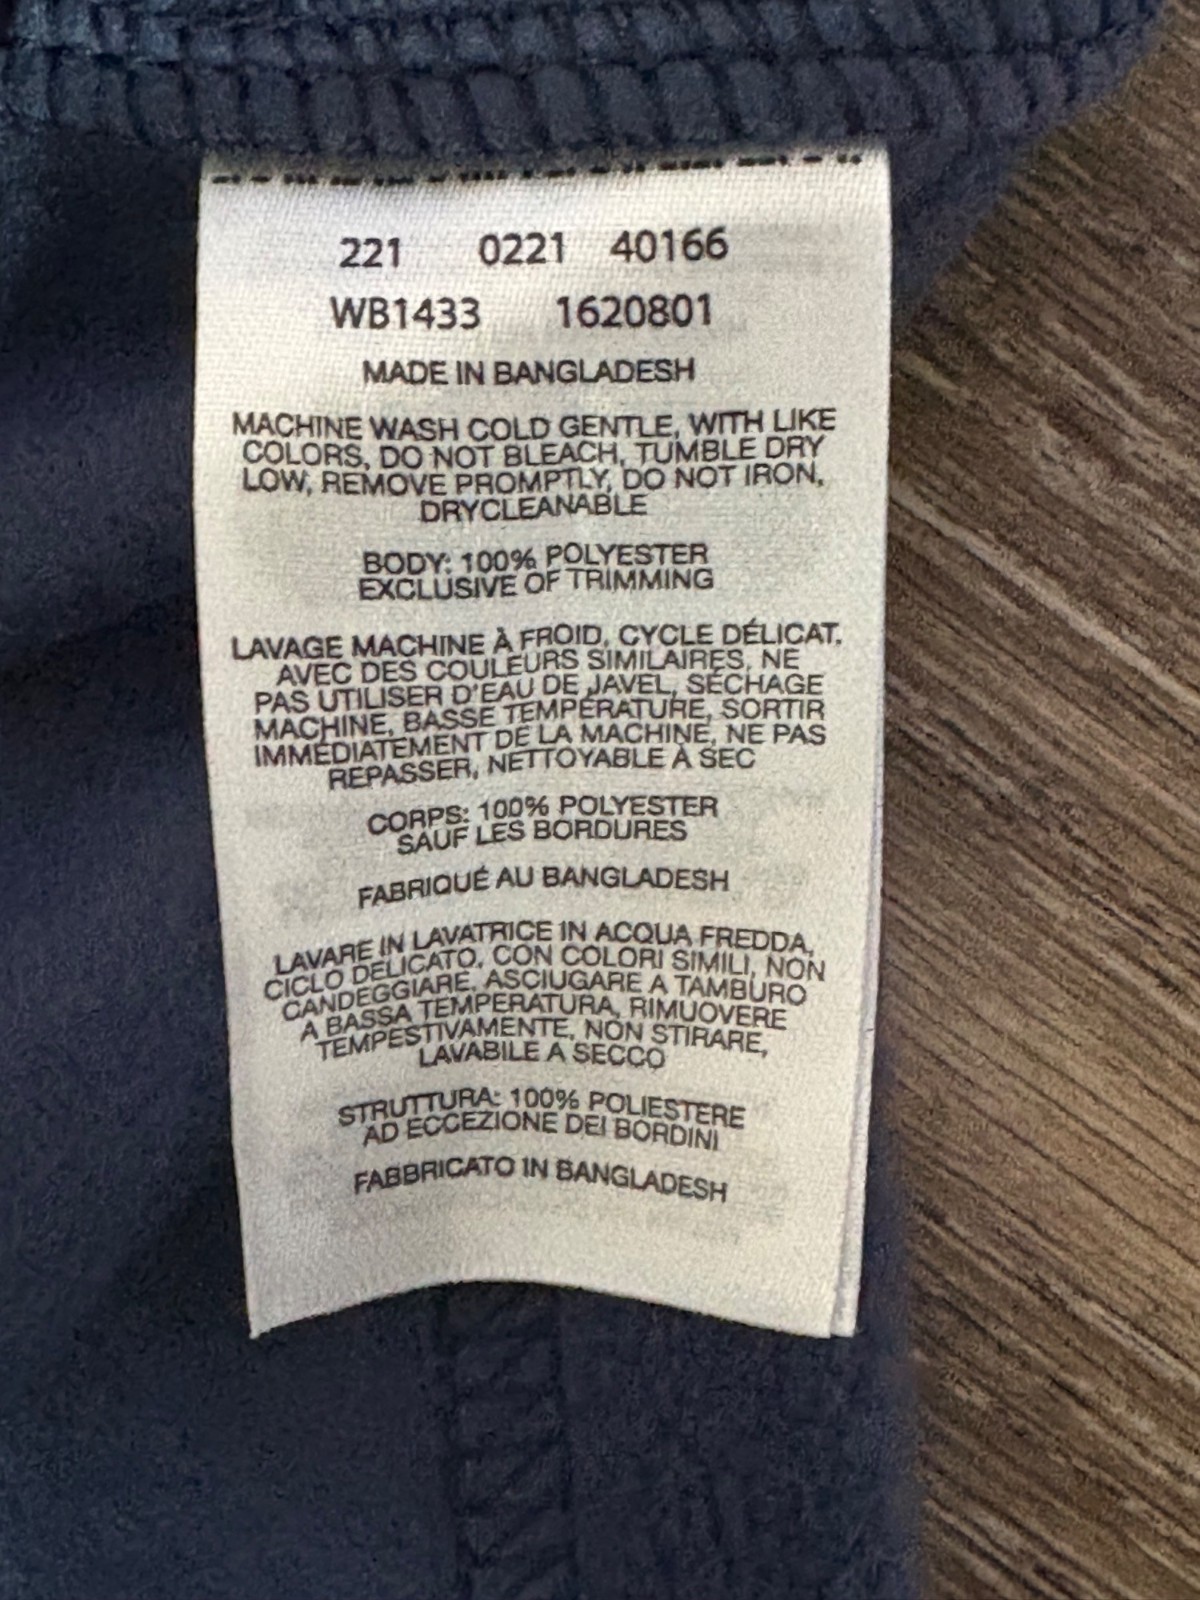 221 0221 40166
WB1433 1620801
MADE IN BANGLADESH
MACHINE WASH COLD GENTLE, WITH LIKE
COLORS, DO NOT BLEACH, TUMBLE DRY
LOW, REMOVE PROMPTLY, DO NOT IRON,
DRYCLEANABLE
BODY: 100% POLYESTER
EXCLUSIVE OF TRIMMING
LAVAGE MACHINE À FROID, CYCLE DÉLICAT.
AVEC DES COULEURS SIMILAIRES, NE
PAS UTILISER D'EAU DE JAVEL, SÉCHAGE
MACHINE, BASSE TEMPÉRATURE, SORTIR
IMMÉDIATEMENT DE LA MACHINE, NE PAS
REPASSER, NETTOYABLE À SEC
CORPS: 100% POLYESTER
SAUF LES BORDURES
FABRIQUÉ AU BANGLADESH
LAVARE IN LAVATRICE IN ACQUA FREDDA,
CICLO DELICATO, CON COLORI SIMILI, NON
CANDEGGIARE, ASCIUGARE A TAMBURO
A BASSA TEMPERATURA, RIMUOVERE
TEMPESTIVAMENTE, NON STIRARE,
LAVABILE A SECCO
STRUTTURA: 100% POLIESTERE
AD ECCEZIONE DEI BORDINI
FABBRICATO IN BANGLADESH